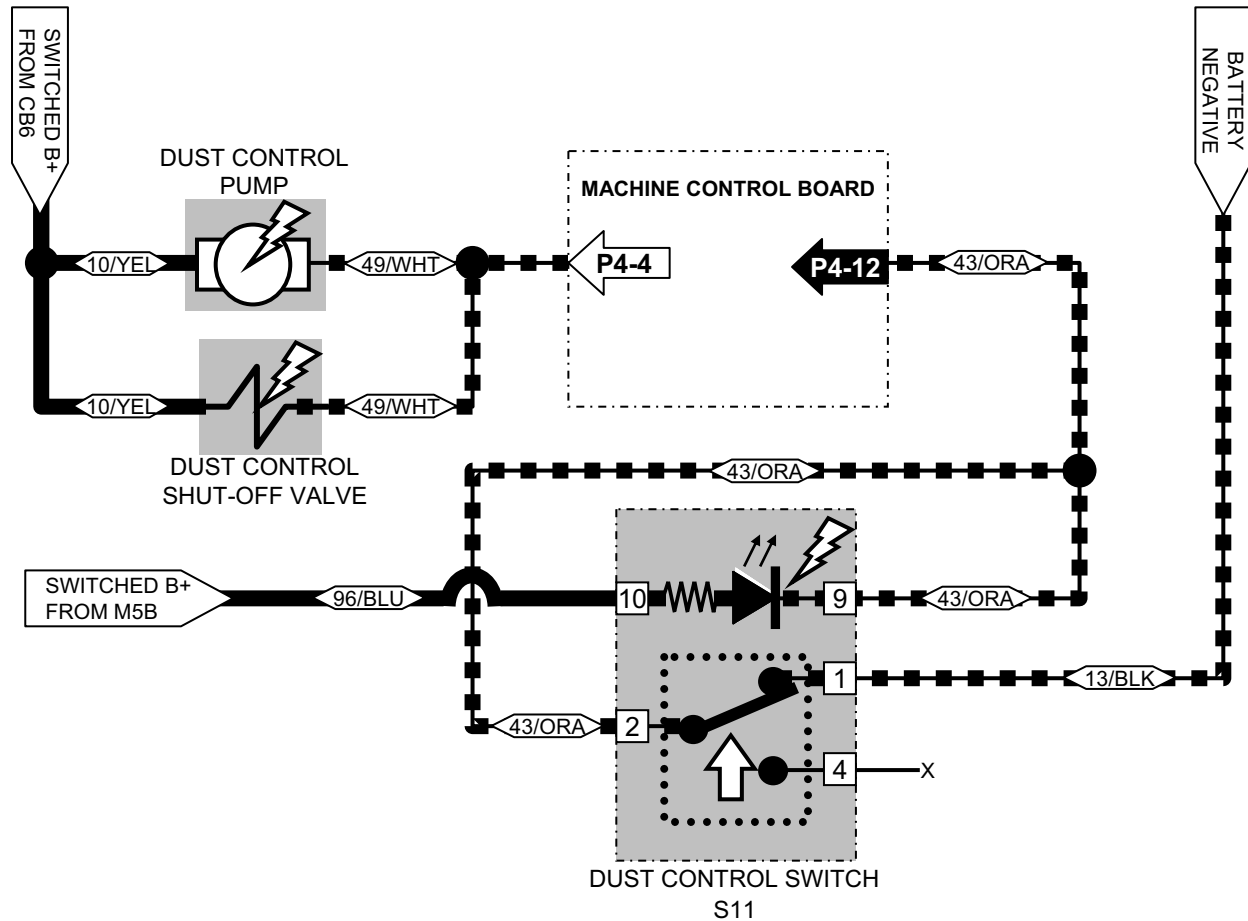 SWITCHED B+
FROM CB6
BATTERY
NEGATIVE
DUST CONTROL
PUMP
MACHINE CONTROL BOARD
10/YEL
49/WHT
P4-4
P4-12
43/ORA
10/YEL
49/WHT
DUST CONTROL
SHUT-OFF VALVE
43/ORA
SWITCHED B+
FROM M5B
96/BLU
10
9
43/ORA
1
13/BLK
43/ORA
2
4
X
DUST CONTROL SWITCH
S11